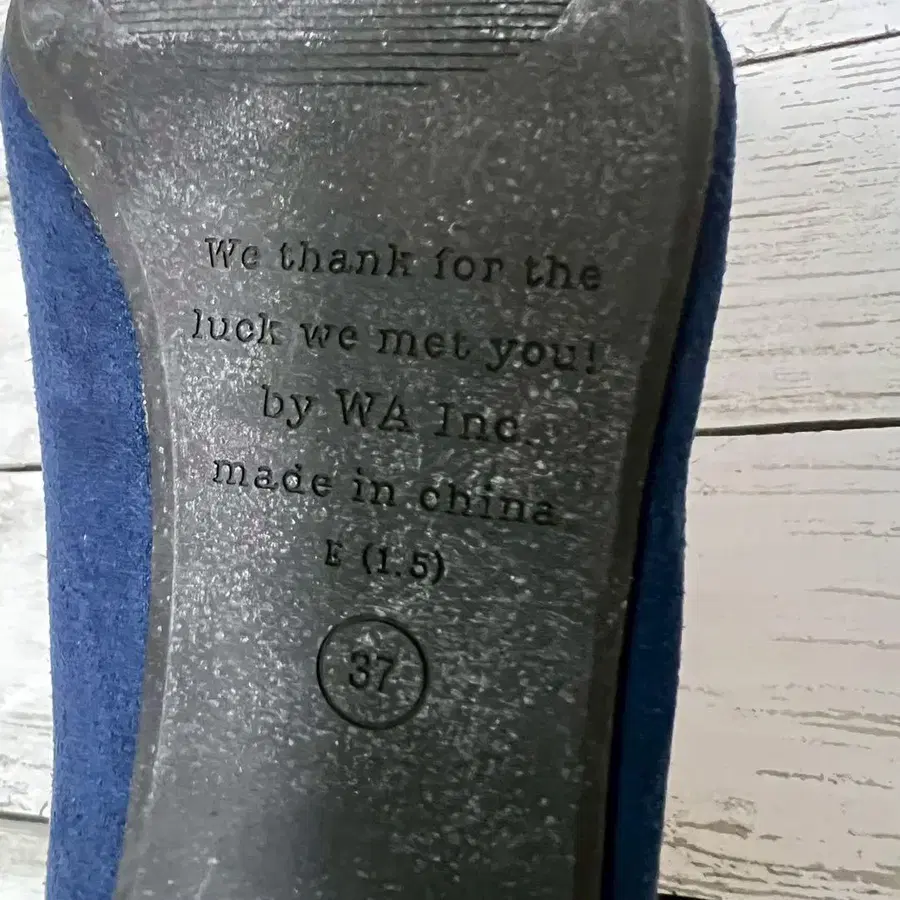 We thank for the
luck we met you!
by WA Inc.
made in china
E (1.5)
37